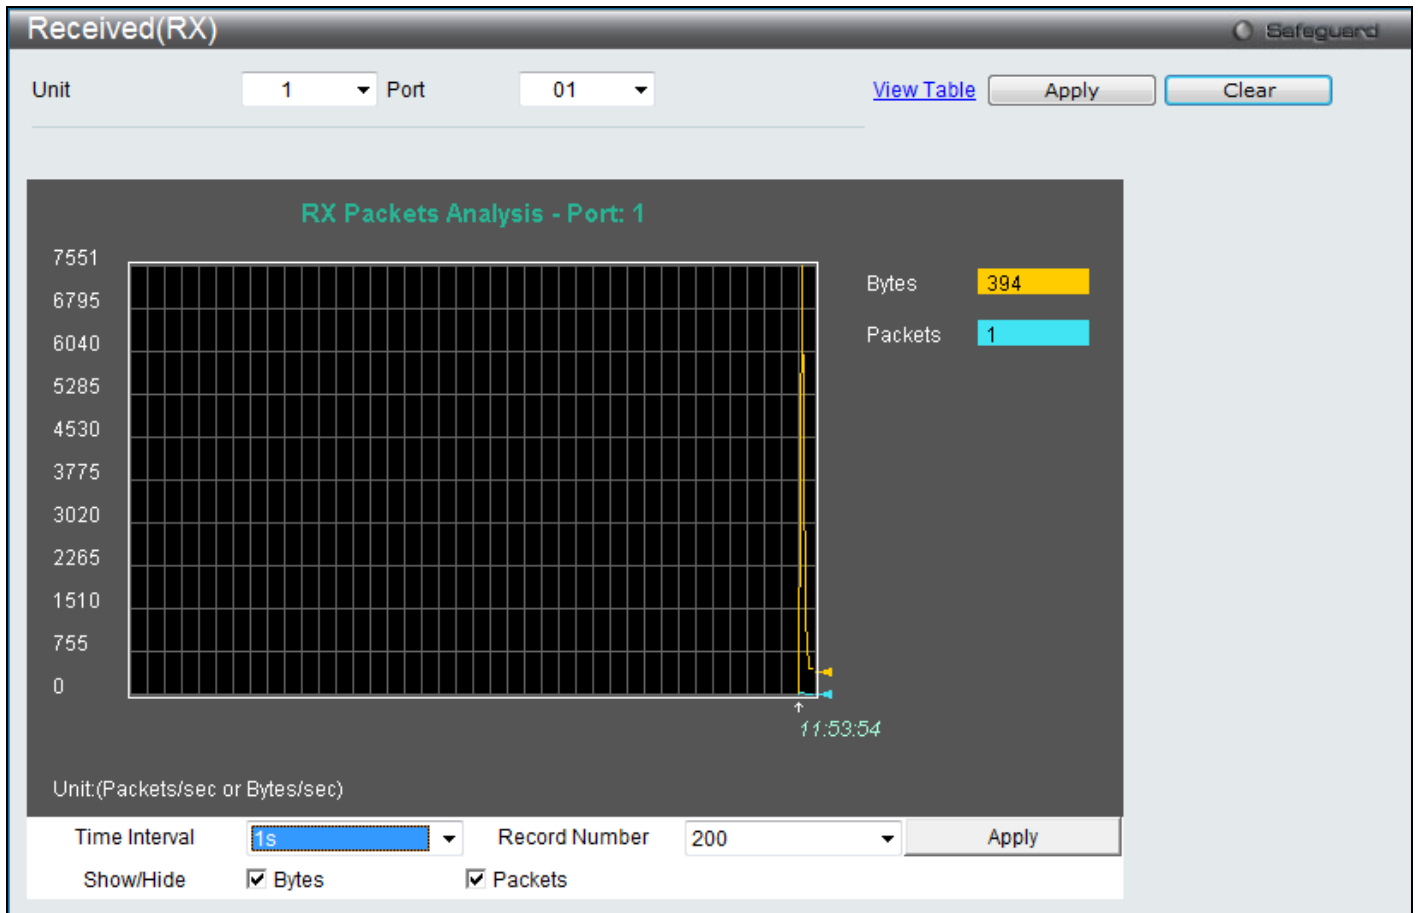 Received(RX) Safeguard
Unit 1 Port 01 View Table Apply Clear
RX Packets Analysis - Port: 1
7551
6795
6040
5285
4530
3775
3020
2265
1510
755
0
Bytes 394
Packets 1
11:53:54
Unit:(Packets/sec or Bytes/sec)
Time Interval 1s Record Number 200 Apply
Show/Hide Bytes Packets